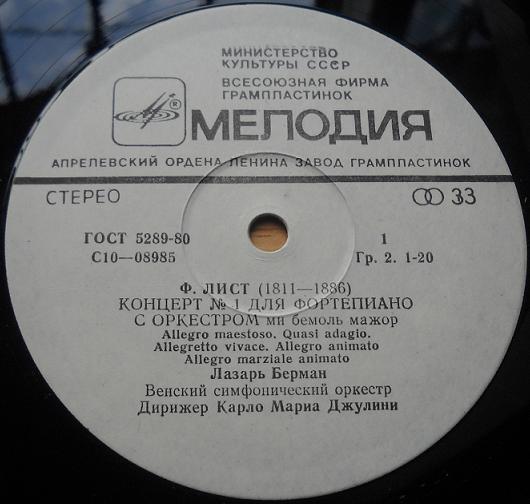 МИНИСТЕРСТВО
КУЛЬТУРЫ СССР
ВСЕСОЮЗНАЯ ФИРМА
ГРАМПЛАСТИНОК
® МЕЛОДИЯ
АПРЕЛЕВСКИЙ ОРДЕНА ЛЕНИНА ЗАВОД ГРАМПЛАСТИНОК
СТЕРЕО 33
ГОСТ 5289-80 1
С10—08985 Гр. 2. 1-20
Ф. ЛИСТ (1811—1886)
КОНЦЕРТ № 1 ДЛЯ ФОРТЕПИАНО
С ОРКЕСТРОМ ми бемоль мажор
Allegro maestoso. Quasi adagio.
Allegretto vivace. Allegro animato
Allegro marziale animato
Лазарь Берман
Венский симфонический оркестр
Дирижер Карло Мариа Джулини